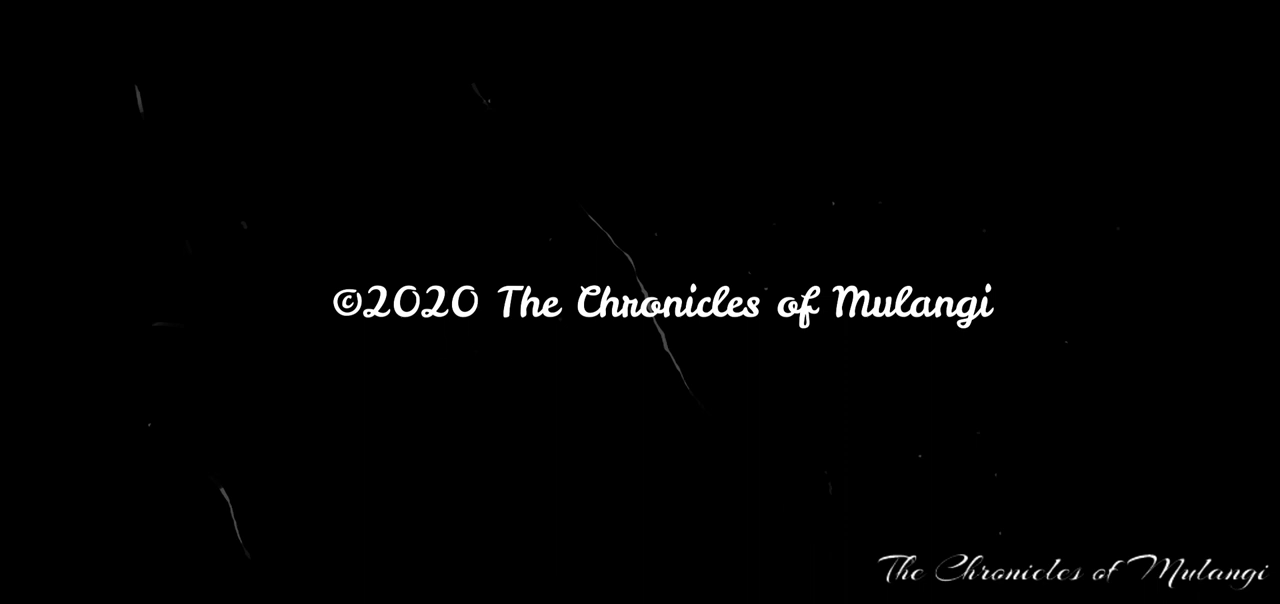 ©2020 The Chronicles of Mulangi
The Chronicles of Mulangi